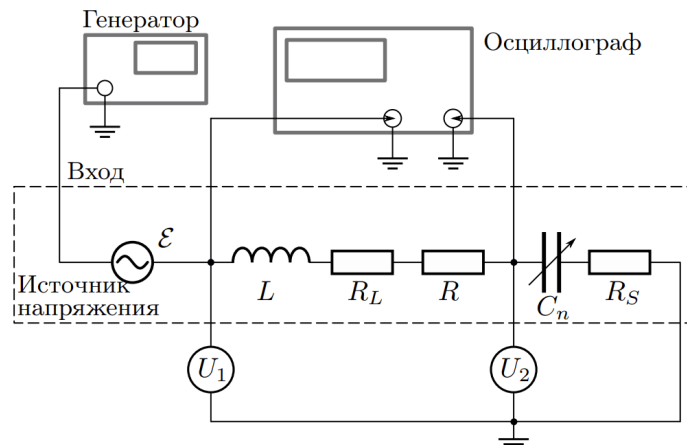 Генератор
Осциллограф
Вход
ℰ
Источник
напряжения
L
R_L
R
C_n
R_S
U_1
U_2